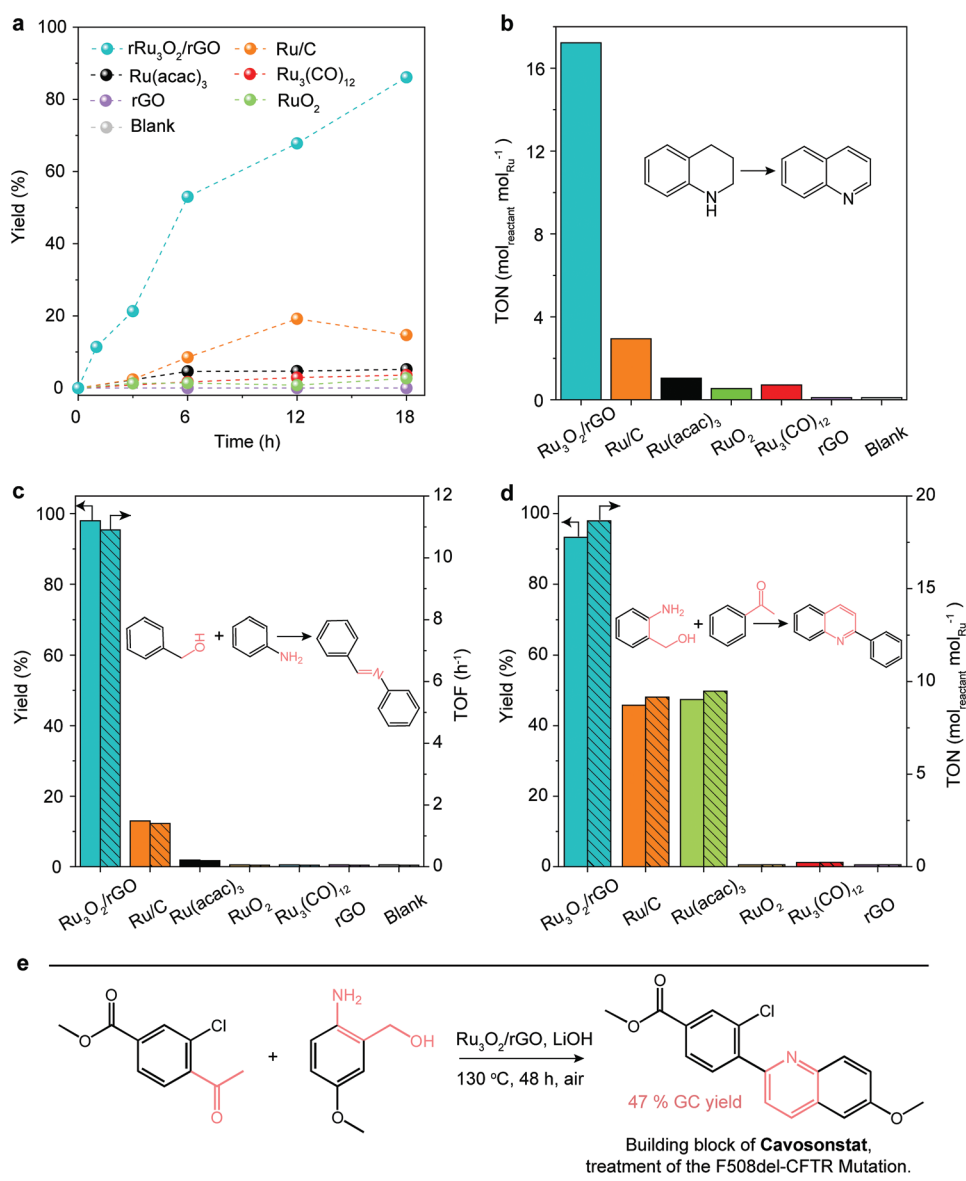 a
100
80
60
40
20
0
Yield (%)
rRu3O2/rGO
Ru/C
Ru(acac)3
Ru3(CO)12
rGO
RuO2
Blank
0
6
12
18
Time (h)
b
16
12
8
4
0
TON (molreactant molRu-1)
N
H
N
Ru3O2/rGO
Ru/C
Ru(acac)3
RuO2
Ru3(CO)12
rGO
Blank
c
100
80
60
40
20
0
Yield (%)
12
10
8
6
4
2
0
TOF (h-1)
OH
+
NH2
N
Ru3O2/rGO
Ru/C
Ru(acac)3
RuO2
Ru3(CO)12
rGO
Blank
d
100
80
60
40
20
0
Yield (%)
20
15
10
5
0
TON (molreactant molRu-1)
NH2
OH
+
O
N
Ru3O2/rGO
Ru/C
Ru(acac)3
RuO2
Ru3(CO)12
rGO
e
O
O
Cl
O
+
NH2
OH
O
Ru3O2/rGO, LiOH
130 oC, 48 h, air
O
O
Cl
N
O
47 % GC yield
Building block of Cavosonstat,
treatment of the F508del-CFTR Mutation.